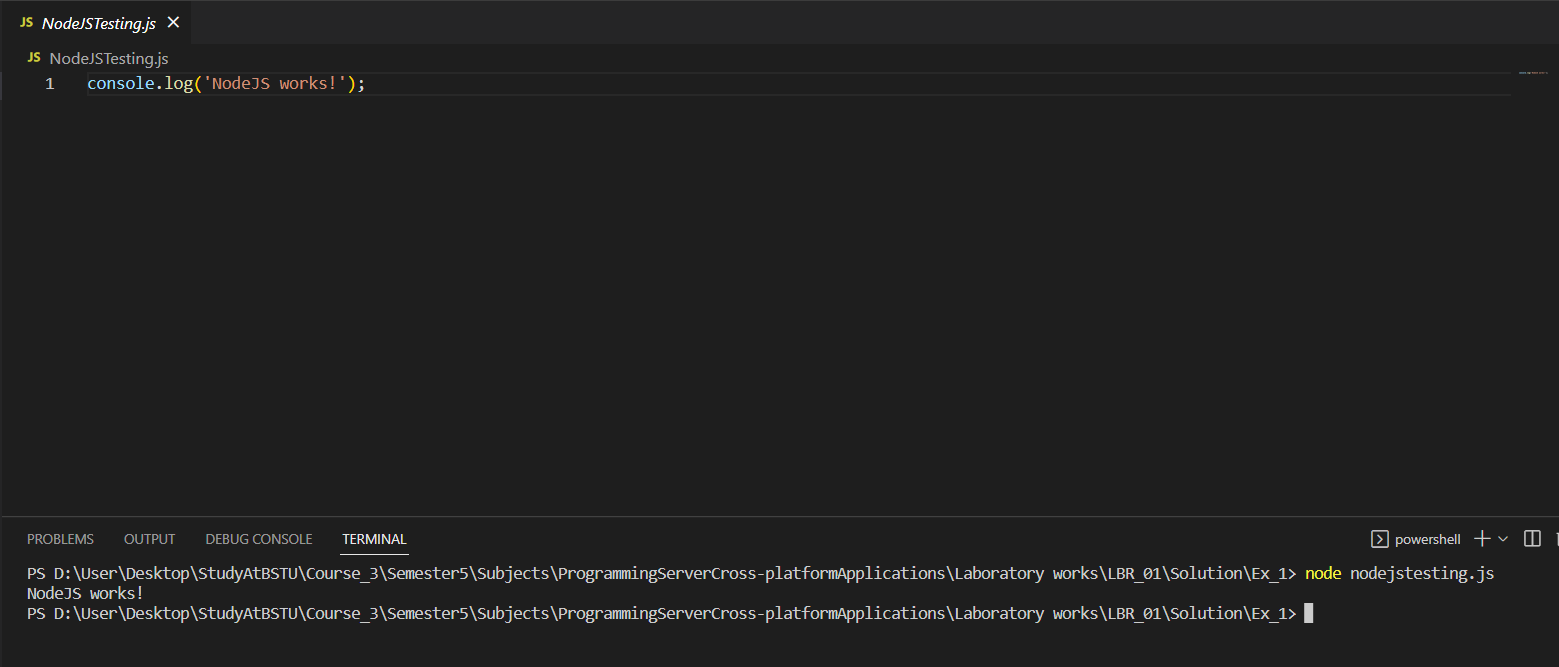 JS NodeJSTesting.js
JS NodeJSTesting.js
1 console.log('NodeJS works!');
PROBLEMS OUTPUT DEBUG CONSOLE TERMINAL powershell
PS D:\User\Desktop\StudyAtBSTU\Course_3\Semester5\Subjects\ProgrammingServerCross-platformApplications\Laboratory works\LBR_01\Solution\Ex_1> node nodejstesting.js
NodeJS works!
PS D:\User\Desktop\StudyAtBSTU\Course_3\Semester5\Subjects\ProgrammingServerCross-platformApplications\Laboratory works\LBR_01\Solution\Ex_1>